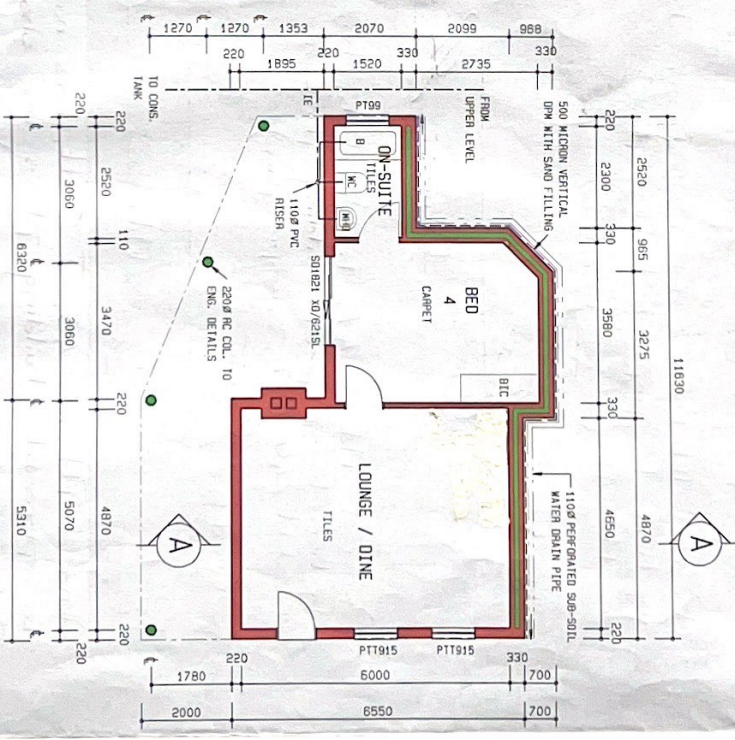 1270
1270
1353
2070
2099
988
220
1895
220
1520
330
2735
330
TO CONS.
TANK
IE
PT99
FROM
UPPER LEVEL
500 MICRON VERTICAL
DPM WITH SAND FILLING
B
ON-SUITE
TILES
WC
WHB
110Ø PVC
RISER
SD1821 XO/621SL
BED
4
CARPET
BIC
220Ø RC COL. TO
ENG. DETAILS
LOUNGE / DINE
TILES
110Ø PERFORATED SUB-SOIL
WATER DRAIN PIPE
A
A
PTT915
PTT915
220
2520
110
3470
220
4870
220
220
3060
3060
5070
220
6320
5310
220
2300
330
3580
330
4650
220
2520
965
3275
4870
11630
220
330
1780
6000
700
2000
6550
700